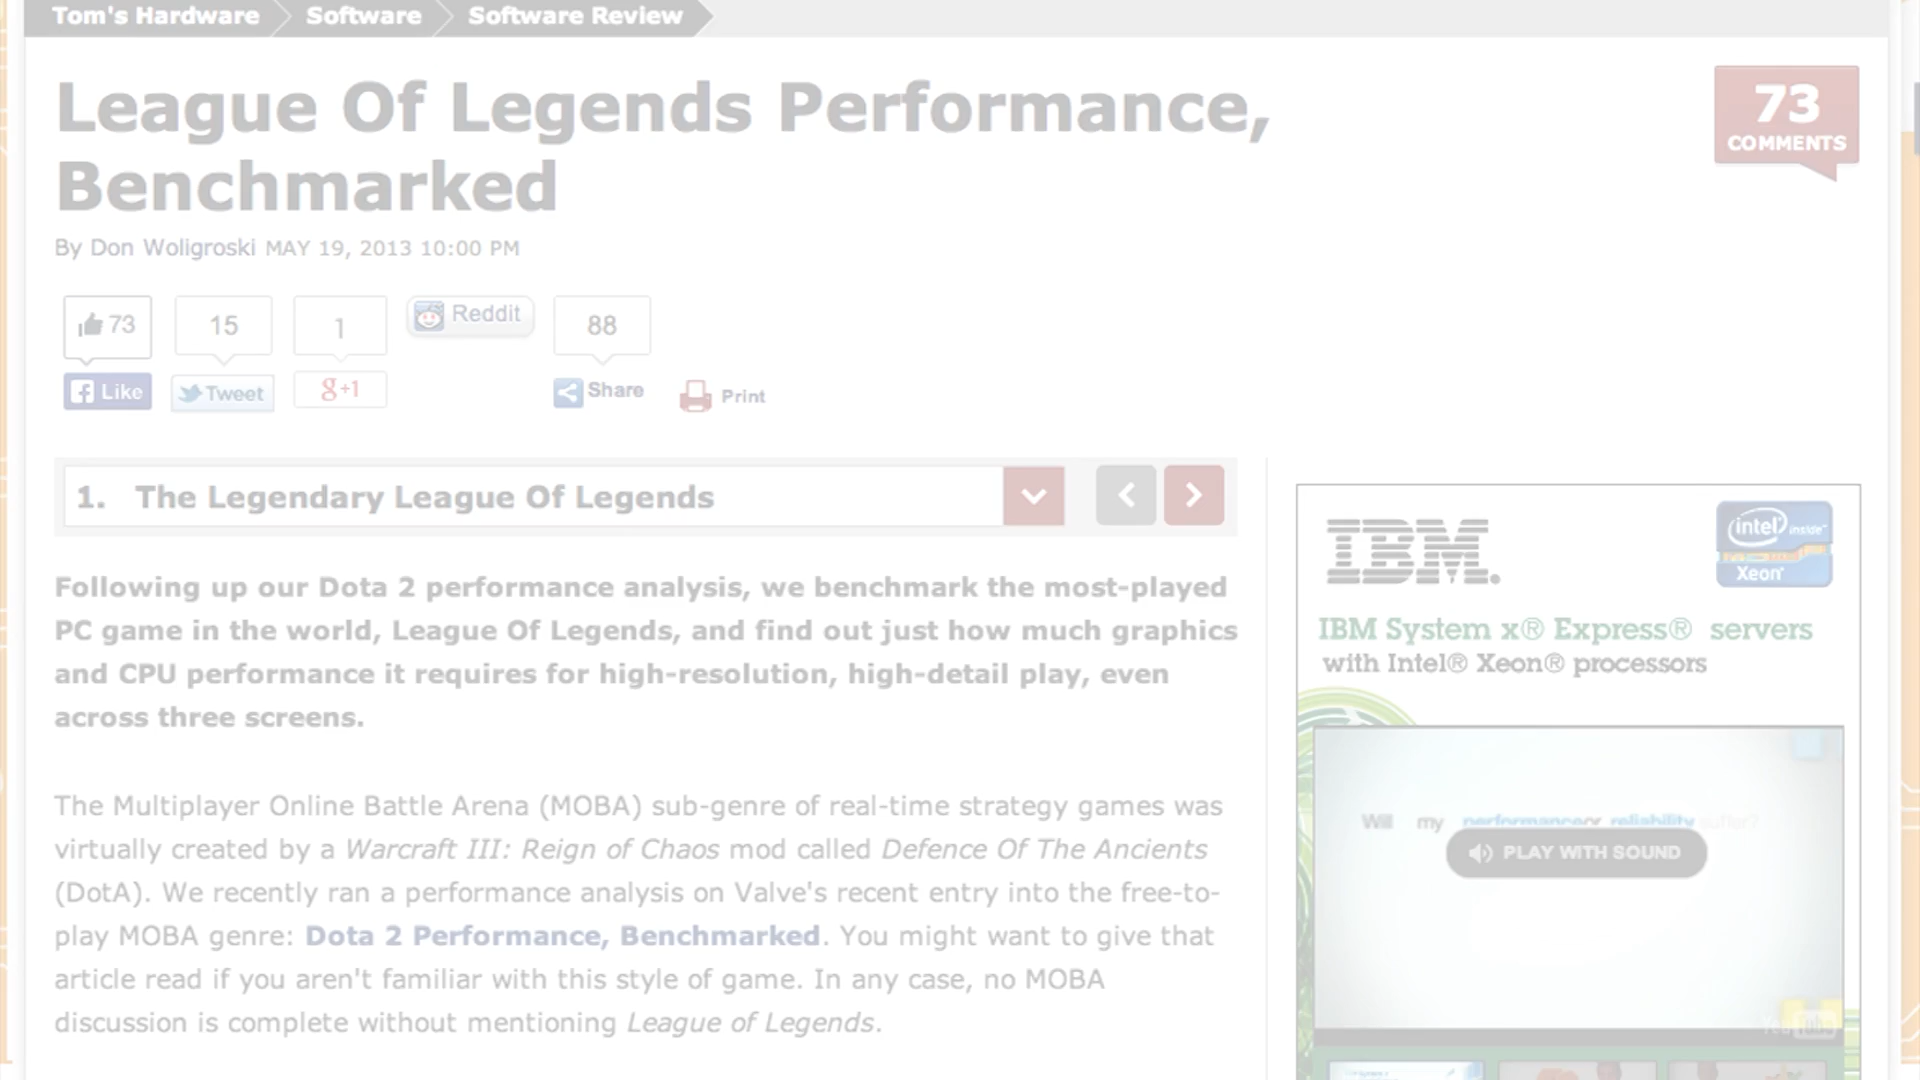 Tom's Hardware Software Software Review
League Of Legends Performance,
Benchmarked
73
COMMENTS
By Don Woligroski MAY 19, 2013 10:00 PM
73 15 1 Reddit 88
Like Tweet g+1 Share Print
1. The Legendary League Of Legends
Following up our Dota 2 performance analysis, we benchmark the most-played
PC game in the world, League Of Legends, and find out just how much graphics
and CPU performance it requires for high-resolution, high-detail play, even
across three screens.
The Multiplayer Online Battle Arena (MOBA) sub-genre of real-time strategy games was
virtually created by a Warcraft III: Reign of Chaos mod called Defence Of The Ancients
(DotA). We recently ran a performance analysis on Valve's recent entry into the free-to-
play MOBA genre: Dota 2 Performance, Benchmarked. You might want to give that
article read if you aren't familiar with this style of game. In any case, no MOBA
discussion is complete without mentioning League of Legends.
IBM.
intel inside™
Xeon®
IBM System x® Express® servers
with Intel® Xeon® processors
Will my performance or reliability suffer?
PLAY WITH SOUND
YouTube